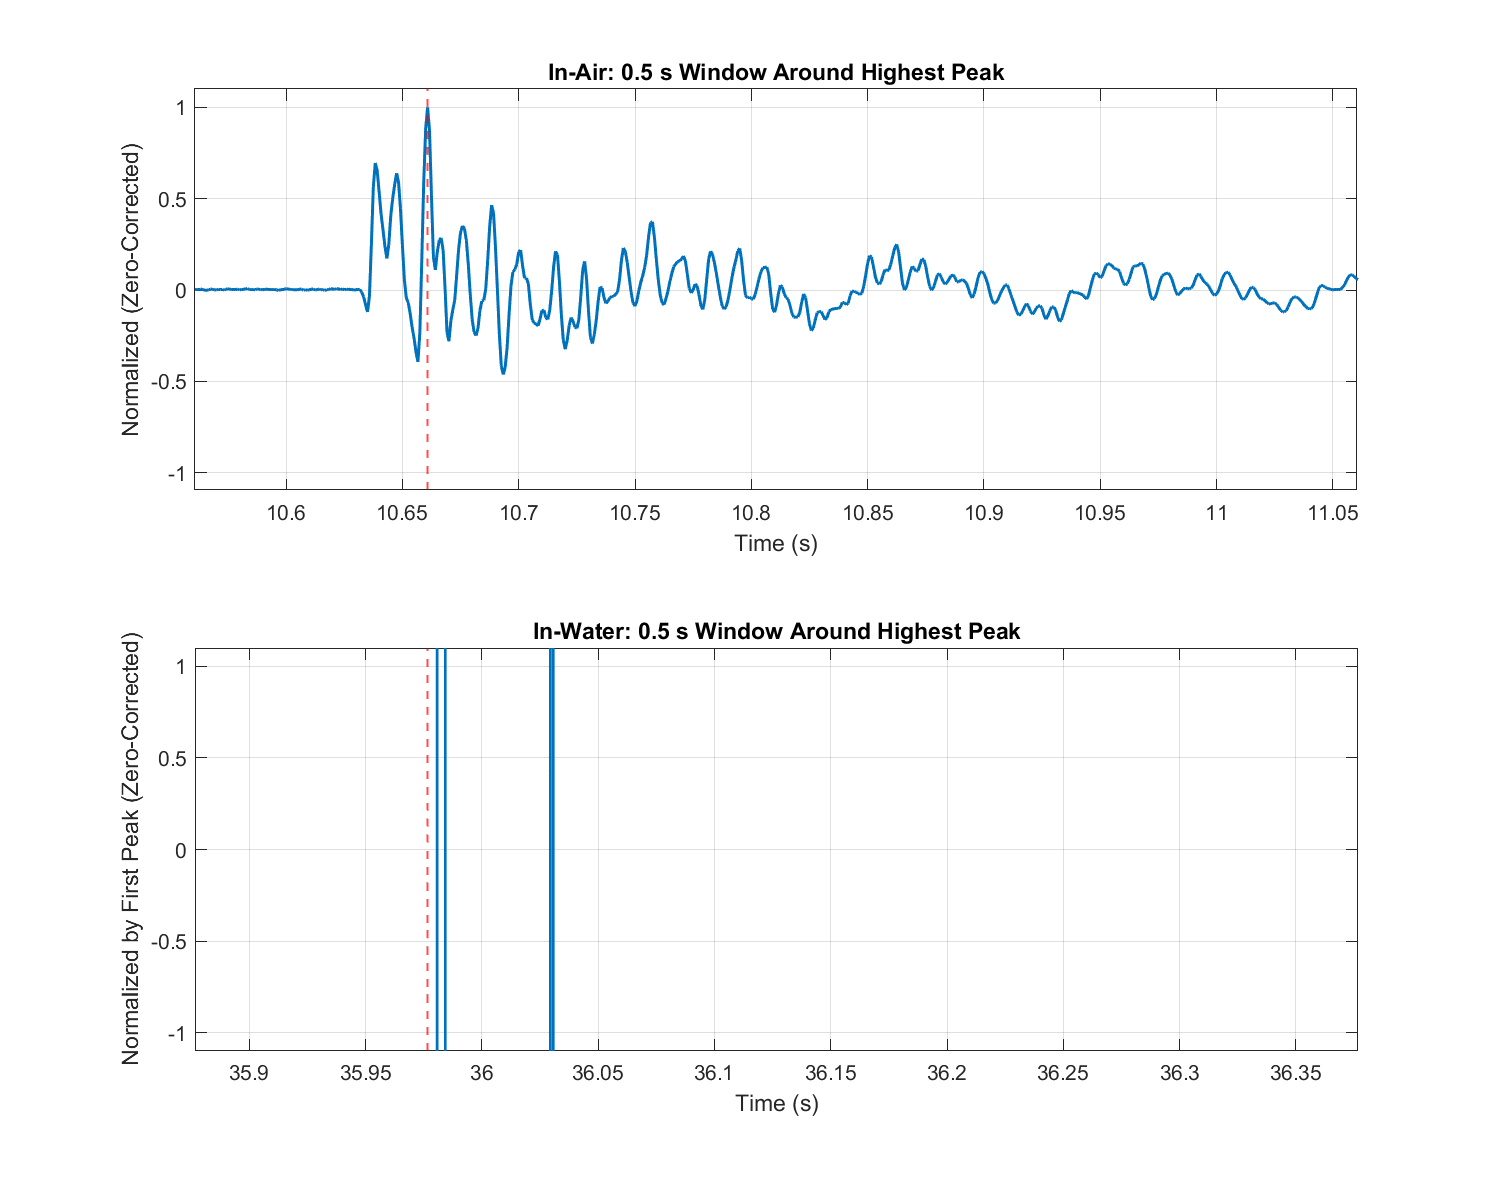 In-Air: 0.5 s Window Around Highest Peak
Normalized (Zero-Corrected)
1
0.5
0
-0.5
-1
10.6 10.65 10.7 10.75 10.8 10.85 10.9 10.95 11 11.05
Time (s)
In-Water: 0.5 s Window Around Highest Peak
Normalized by First Peak (Zero-Corrected)
1
0.5
0
-0.5
-1
35.9 35.95 36 36.05 36.1 36.15 36.2 36.25 36.3 36.35
Time (s)